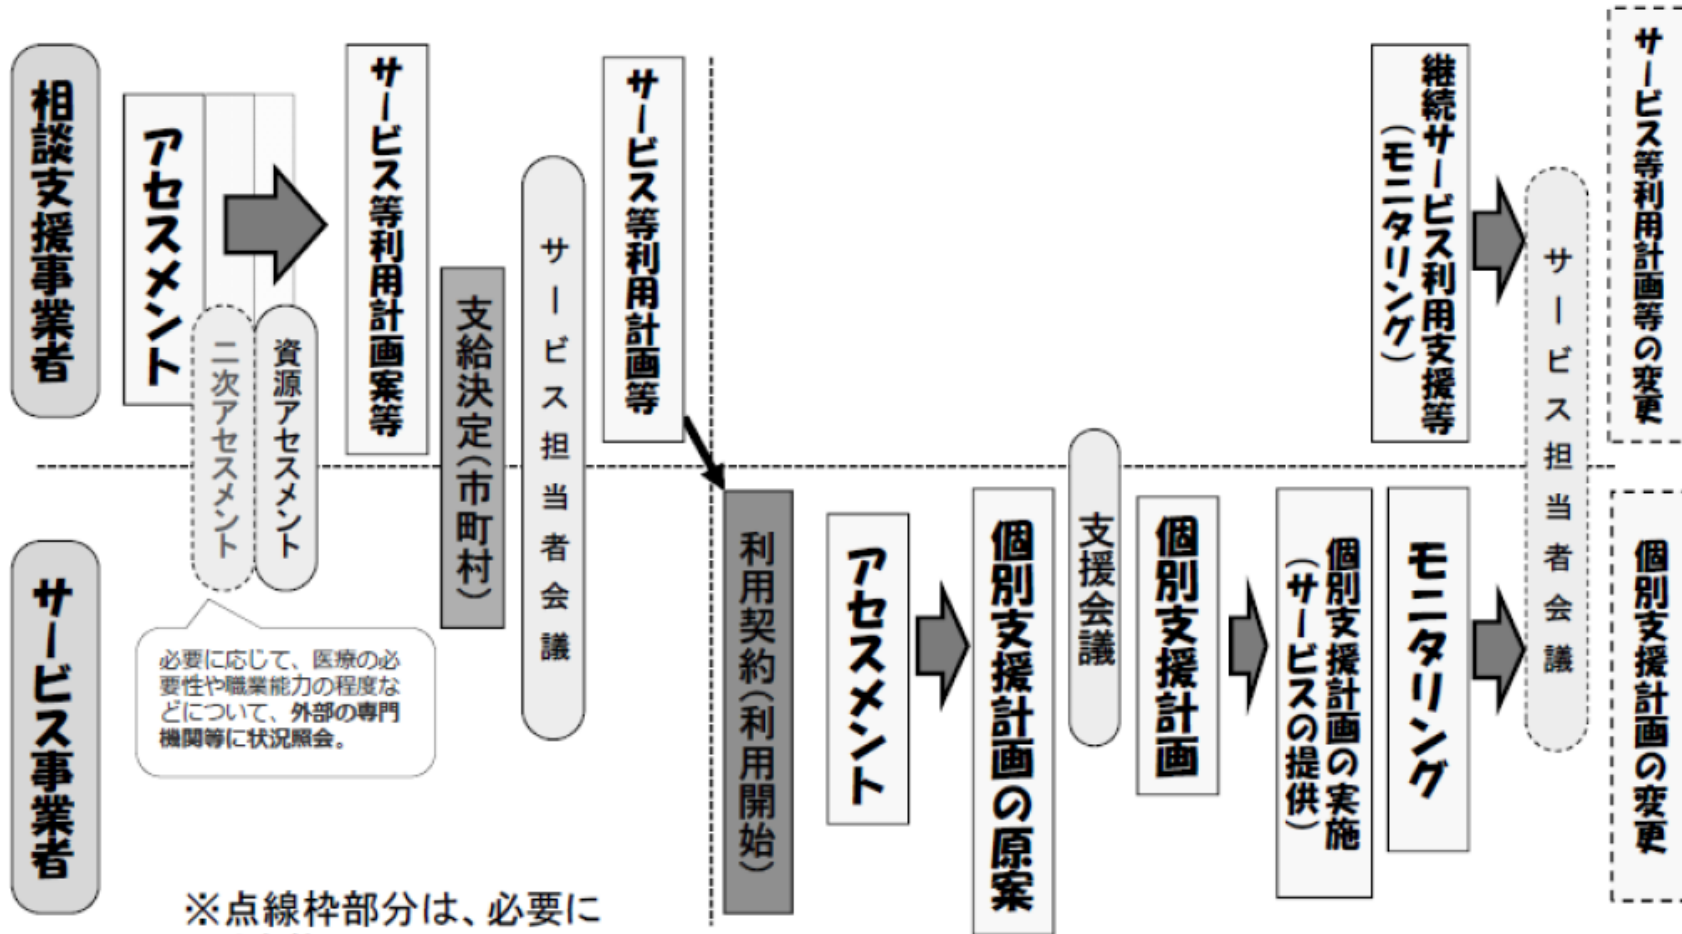 相談支援事業者
アセスメント
二次アセスメント
資源アセスメント
サービス等利用計画案等
支給決定(市町村)
サービス担当者会議
サービス等利用計画等
継続サービス利用支援等
(モニタリング)
サービス担当者会議
サービス等利用計画等の変更
サービス事業者
必要に応じて、医療の必
要性や職業能力の程度な
どについて、外部の専門
機関等に状況照会。
利用契約(利用開始)
アセスメント
個別支援計画の原案
支援会議
個別支援計画
個別支援計画の実施
(サービスの提供)
モニタリング
個別支援計画の変更
※点線枠部分は、必要に